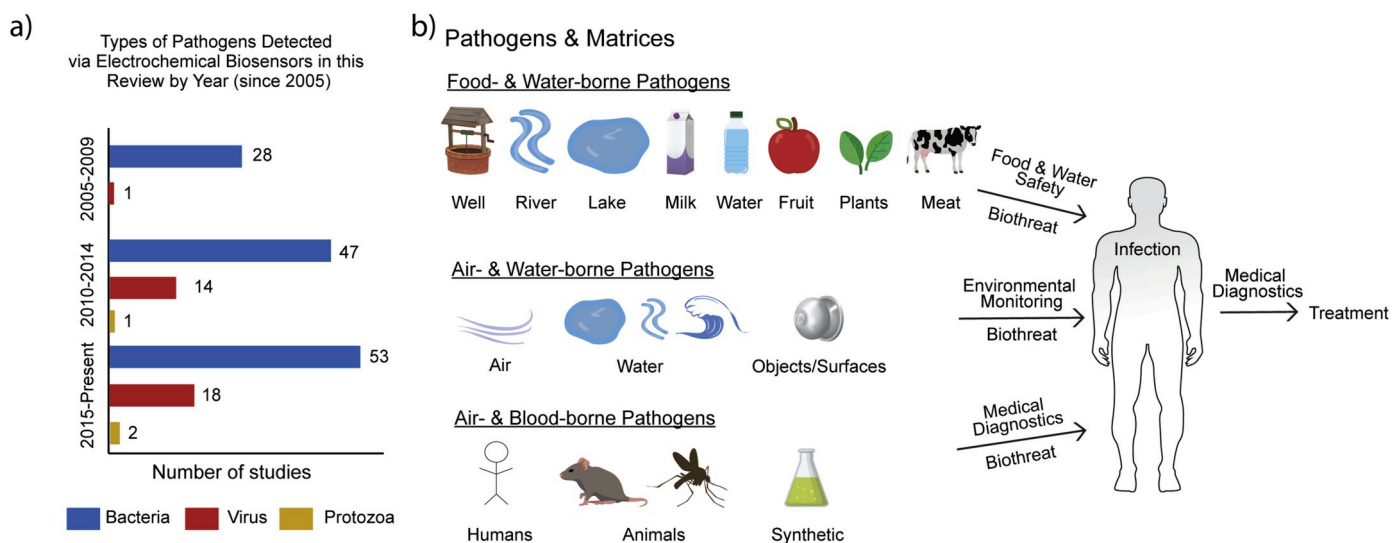 a)
Types of Pathogens Detected
via Electrochemical Biosensors in this
Review by Year (since 2005)
2005-2009
28
1
2010-2014
47
14
1
2015-Present
53
18
2
Number of studies
Bacteria
Virus
Protozoa
b)
Pathogens & Matrices
Food- & Water-borne Pathogens
Well
River
Lake
Milk
Water
Fruit
Plants
Meat
Food & Water
Safety
Biothreat
Air- & Water-borne Pathogens
Air
Water
Objects/Surfaces
Environmental
Monitoring
Biothreat
Air- & Blood-borne Pathogens
Humans
Animals
Synthetic
Medical
Diagnostics
Biothreat
Infection
Medical
Diagnostics
Treatment